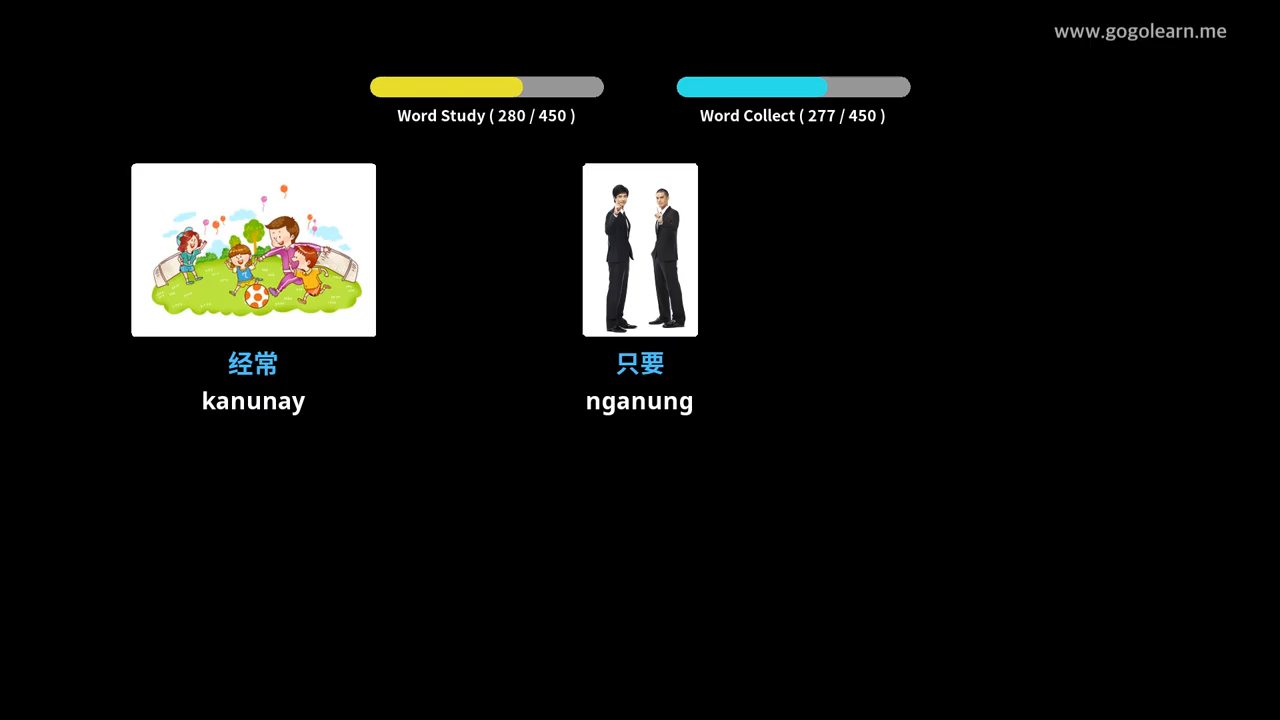 www.gogolearn.me
Word Study ( 280 / 450 )
Word Collect ( 277 / 450 )
经常
kanunay
只要
nganung